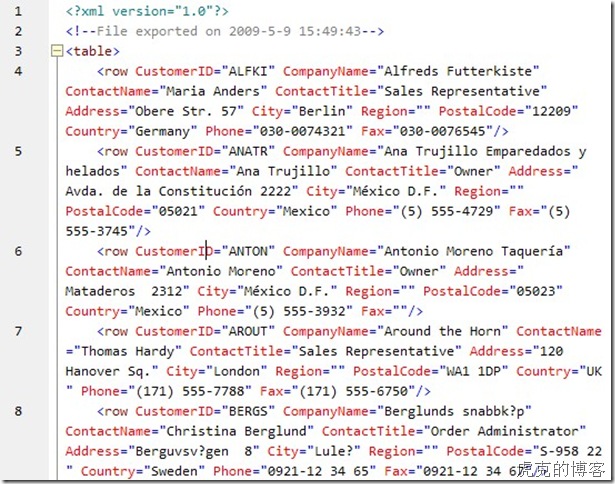 1 <?xml version="1.0"?>
2 <!--File exported on 2009-5-9 15:49:43-->
3 <table>
4 <row CustomerID="ALFKI" CompanyName="Alfreds Futterkiste"
ContactName="Maria Anders" ContactTitle="Sales Representative"
Address="Obere Str. 57" City="Berlin" Region="" PostalCode="12209"
Country="Germany" Phone="030-0074321" Fax="030-0076545"/>
5 <row CustomerID="ANATR" CompanyName="Ana Trujillo Emparedados y
helados" ContactName="Ana Trujillo" ContactTitle="Owner" Address="
Avda. de la Constitución 2222" City="México D.F." Region=""
PostalCode="05021" Country="Mexico" Phone="(5) 555-4729" Fax="(5)
555-3745"/>
6 <row CustomerID="ANTON" CompanyName="Antonio Moreno Taquería"
ContactName="Antonio Moreno" ContactTitle="Owner" Address="
Mataderos  2312" City="México D.F." Region="" PostalCode="05023"
Country="Mexico" Phone="(5) 555-3932" Fax=""/>
7 <row CustomerID="AROUT" CompanyName="Around the Horn" ContactName
="Thomas Hardy" ContactTitle="Sales Representative" Address="120
Hanover Sq." City="London" Region="" PostalCode="WA1 1DP" Country="UK
" Phone="(171) 555-7788" Fax="(171) 555-6750"/>
8 <row CustomerID="BERGS" CompanyName="Berglunds snabbk?p"
ContactName="Christina Berglund" ContactTitle="Order Administrator"
Address="Berguvsv?gen  8" City="Lule?" Region="" PostalCode="S-958 22
" Country="Sweden" Phone="0921-12 34 65" Fax="0921-12 34
虎克的博客